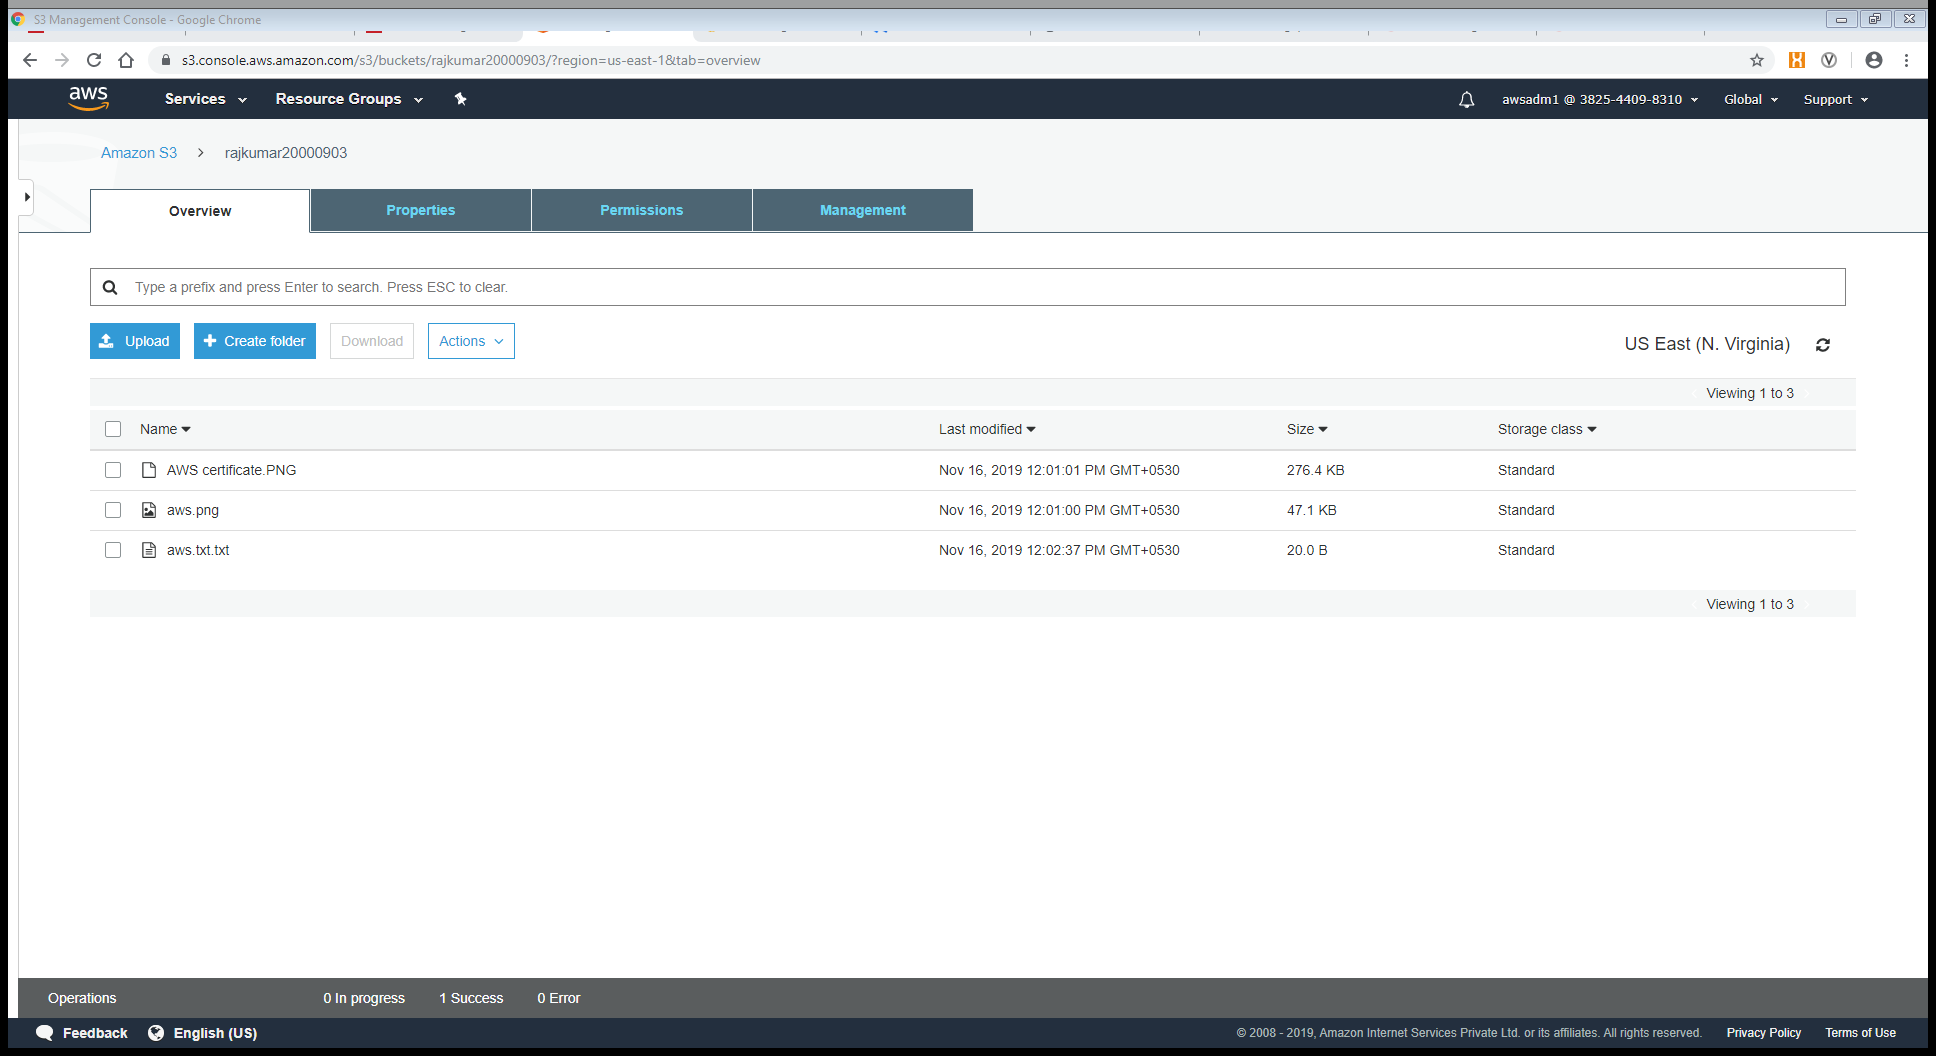 S3 Management Console - Google Chrome
s3.console.aws.amazon.com/s3/buckets/rajkumar20000903/?region=us-east-1&tab=overview
aws Services Resource Groups awsadm1 @ 3825-4409-8310 Global Support
Amazon S3 > rajkumar20000903
Overview Properties Permissions Management
Type a prefix and press Enter to search. Press ESC to clear.
Upload Create folder Download Actions US East (N. Virginia)
Viewing 1 to 3
Name Last modified Size Storage class
AWS certificate.PNG Nov 16, 2019 12:01:01 PM GMT+0530 276.4 KB Standard
aws.png Nov 16, 2019 12:01:00 PM GMT+0530 47.1 KB Standard
aws.txt.txt Nov 16, 2019 12:02:37 PM GMT+0530 20.0 B Standard
Viewing 1 to 3
Operations 0 In progress 1 Success 0 Error
Feedback English (US) © 2008 - 2019, Amazon Internet Services Private Ltd. or its affiliates. All rights reserved. Privacy Policy Terms of Use